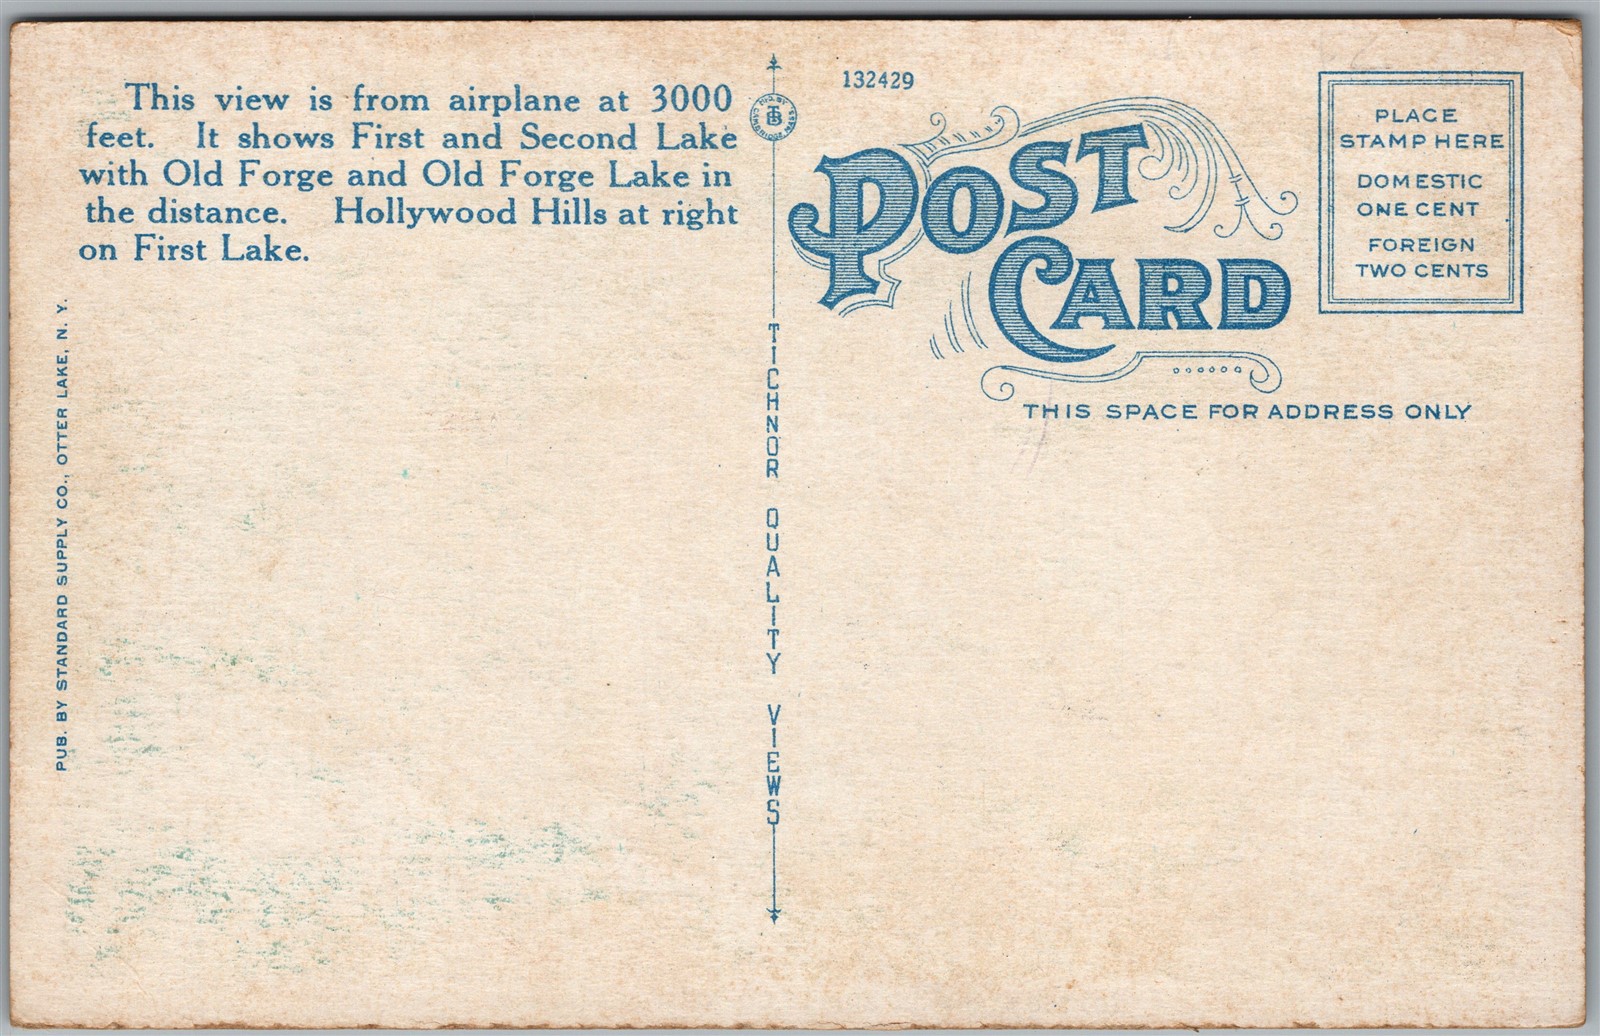 This view is from airplane at 3000
feet. It shows First and Second Lake
with Old Forge and Old Forge Lake in
the distance. Hollywood Hills at right
on First Lake.
PUB. BY STANDARD SUPPLY CO., OTTER LAKE, N. Y.
TICHNOR QUALITY VIEWS
132429
POST
CARD
THIS SPACE FOR ADDRESS ONLY
PLACE
STAMP HERE
DOMESTIC
ONE CENT
FOREIGN
TWO CENTS